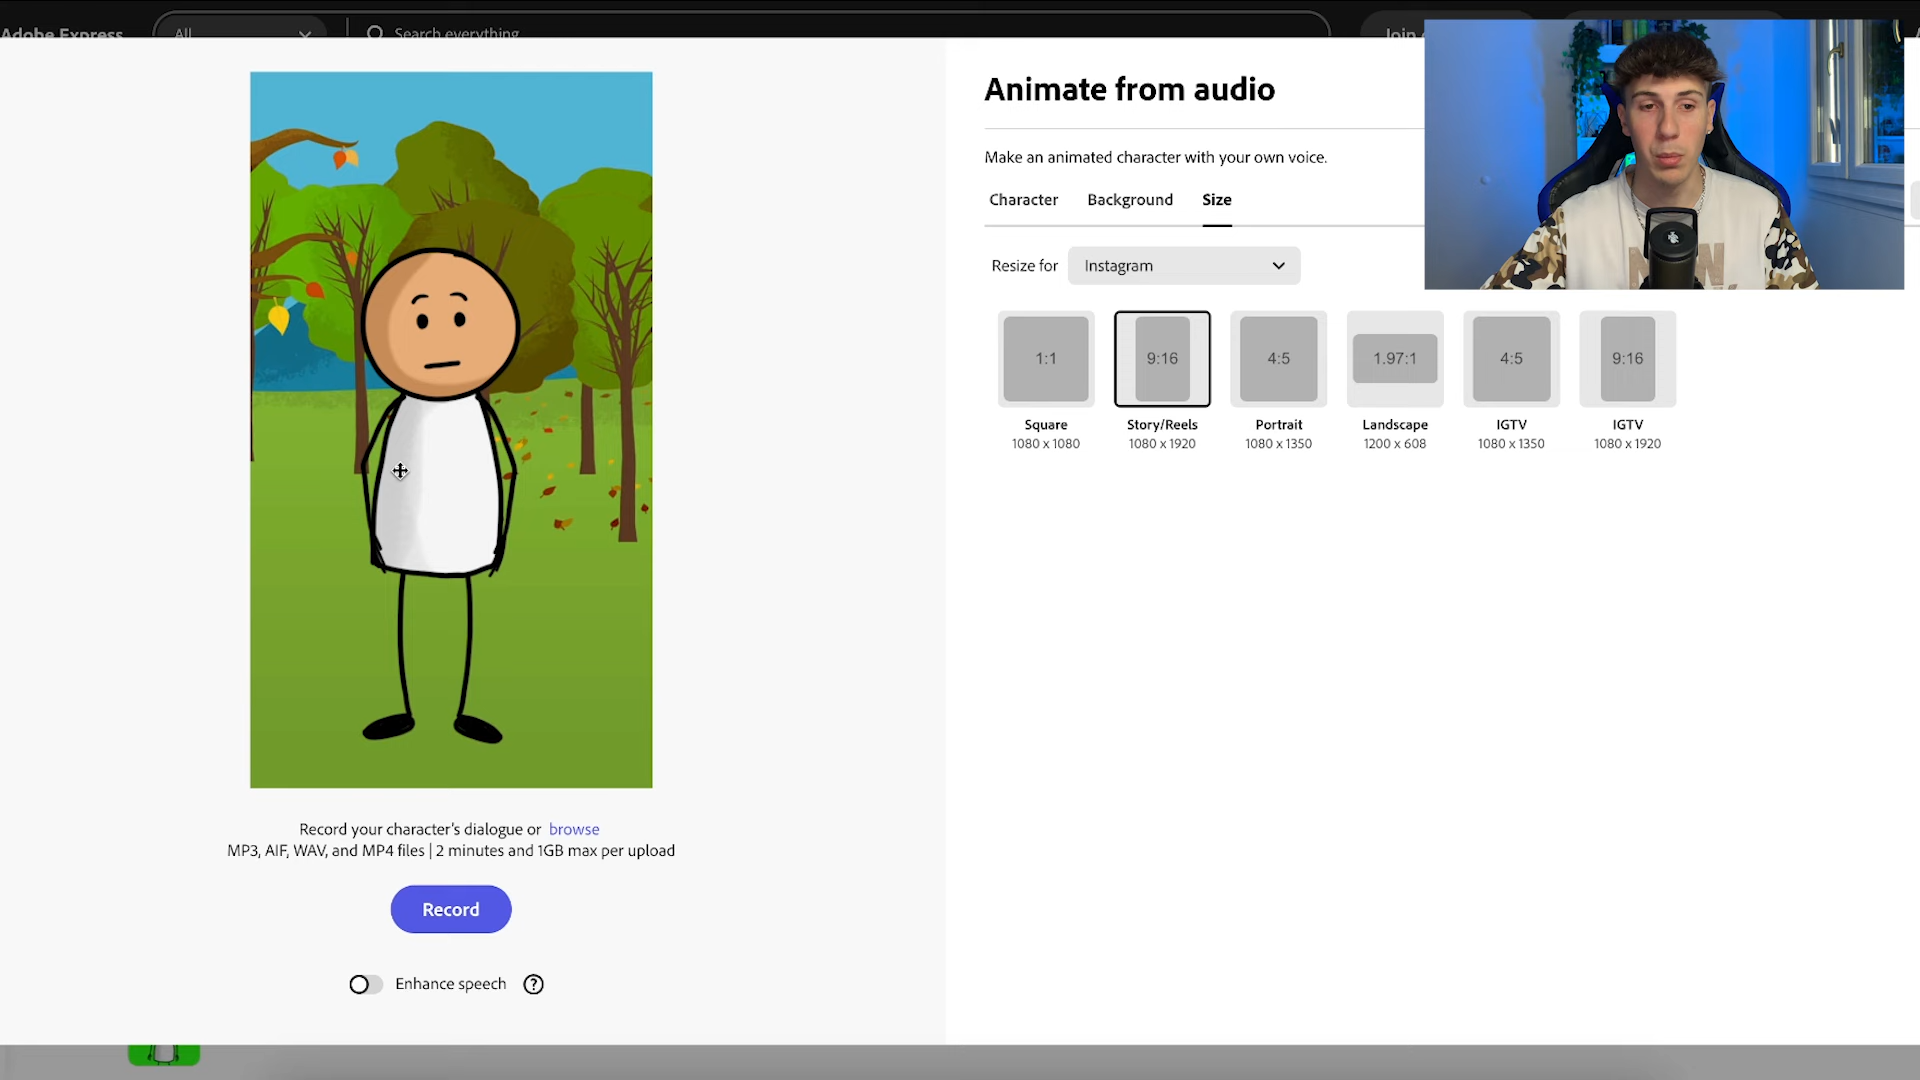 Adobe Express
All
Search everything
Join
Animate from audio
Make an animated character with your own voice.
Character
Background
Size
Resize for
Instagram
1:1
9:16
4:5
1.97:1
4:5
9:16
Square
Story/Reels
Portrait
Landscape
IGTV
IGTV
1080 x 1080
1080 x 1920
1080 x 1350
1200 x 608
1080 x 1350
1080 x 1920
Record your character's dialogue or browse
MP3, AIF, WAV, and MP4 files | 2 minutes and 1GB max per upload
Record
Enhance speech
?